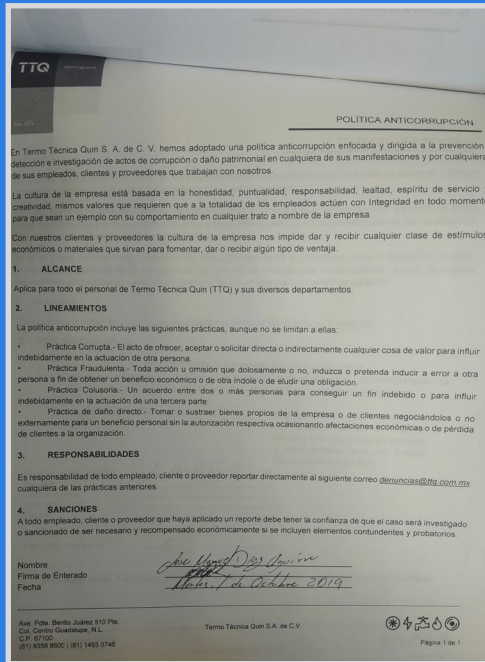 TTQ
POLÍTICA ANTICORRUPCIÓN
En Termo Técnica Quin S. A. de C. V. hemos adoptado una política anticorrupción enfocada y dirigida a la prevención
detección e investigación de actos de corrupción o daño patrimonial en cualquiera de sus manifestaciones y por cualquiera
de sus empleados, clientes y proveedores que trabajan con nosotros.
La cultura de la empresa está basada en la honestidad, puntualidad, responsabilidad, lealtad, espíritu de servicio
creatividad, mismos valores que requieren que a la totalidad de los empleados actúen con Integridad en todo moment
para que sean un ejemplo con su comportamiento en cualquier trato a nombre de la empresa.
Con nuestros clientes y proveedores la cultura de la empresa nos impide dar y recibir cualquier clase de estímulos
económicos o materiales que sirvan para fomentar, dar o recibir algún tipo de ventaja.
1. ALCANCE
Aplica para todo el personal de Termo Técnica Quin (TTQ) y sus diversos departamentos.
2. LINEAMIENTOS
La política anticorrupción incluye las siguientes prácticas, aunque no se limitan a ellas:
• Práctica Corrupta.- El acto de ofrecer, aceptar o solicitar directa o indirectamente cualquier cosa de valor para influir
indebidamente en la actuación de otra persona.
• Práctica Fraudulenta.- Toda acción u omisión que dolosamente o no, induzca o pretenda inducir a error a otra
persona a fin de obtener un beneficio económico o de otra índole o de eludir una obligación.
• Práctica Colusoria.- Un acuerdo entre dos o más personas para conseguir un fin indebido o para influir
indebidamente en la actuación de una tercera parte.
• Práctica de daño directo.- Tomar o sustraer bienes propios de la empresa o de clientes negociándolos o no
externamente para un beneficio personal sin la autorización respectiva ocasionando afectaciones económicas o de pérdida
de clientes a la organización.
3. RESPONSABILIDADES
Es responsabilidad de todo empleado, cliente o proveedor reportar directamente al siguiente correo denuncias@ttq.com.mx
cualquiera de las prácticas anteriores.
4. SANCIONES
A todo empleado, cliente o proveedor que haya aplicado un reporte debe tener la confianza de que el caso será investigado
o sancionado de ser necesario y recompensado económicamente si se incluyen elementos contundentes y probatorios.
Nombre Jose Manuel Diaz Aguirre
Firma de Enterado
Fecha Martes 1 de Octubre 2019
Ave. Pdte. Benito Juárez 510 Pte.
Col. Centro Guadalupe, N.L.
C.P. 67100
(81) 8359 8600 | (81) 1493 0746
Termo Técnica Quin S.A. de C.V.
Página 1 de 1